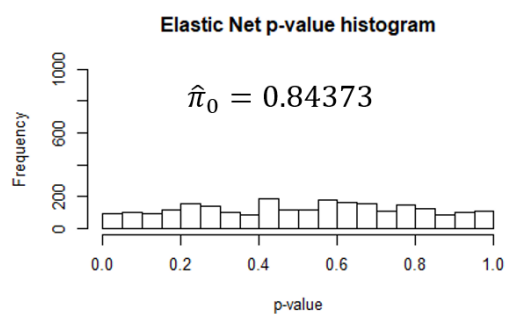 Elastic Net p-value histogram
π̂₀ = 0.84373
Frequency
1000
600
200
0
0.0 0.2 0.4 0.6 0.8 1.0
p-value